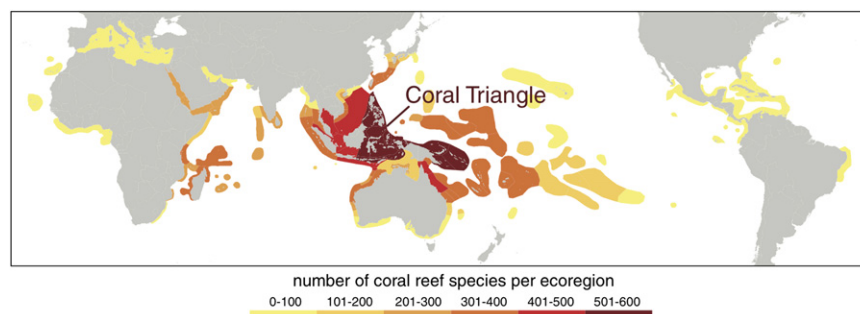 Coral Triangle
number of coral reef species per ecoregion
0-100 101-200 201-300 301-400 401-500 501-600